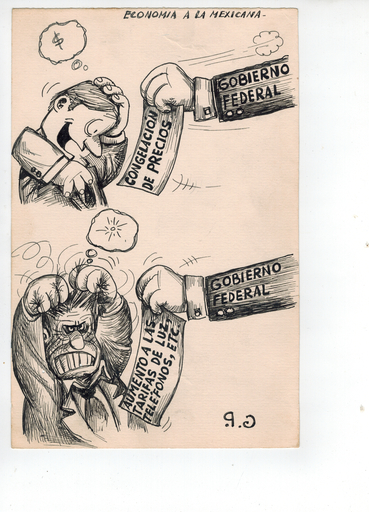 ECONOMIA A LA MEXICANA-
$
GOBIERNO
FEDERAL
CONGELACION
DE PRECIOS
GOBIERNO
FEDERAL
AUMENTO A LAS
TARIFAS DE LUZ
TELEFONOS, ETC.
G.R.